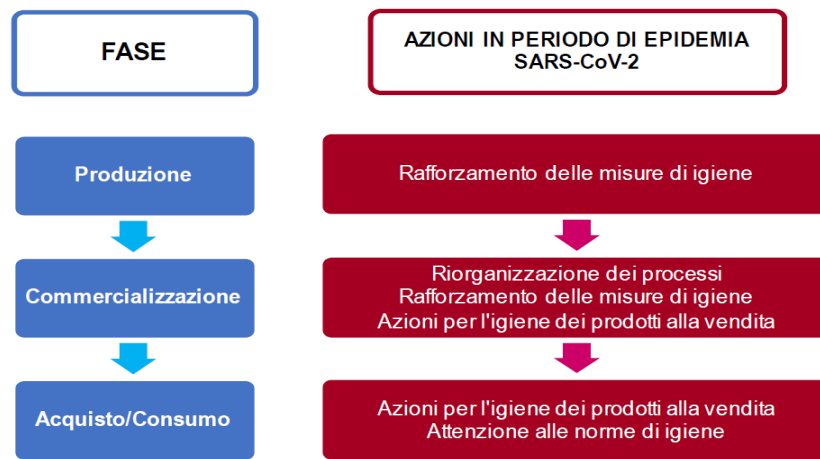 FASE
AZIONI IN PERIODO DI EPIDEMIA
SARS-CoV-2
Produzione
Rafforzamento delle misure di igiene
Commercializzazione
Riorganizzazione dei processi
Rafforzamento delle misure di igiene
Azioni per l'igiene dei prodotti alla vendita
Acquisto/Consumo
Azioni per l'igiene dei prodotti alla vendita
Attenzione alle norme di igiene